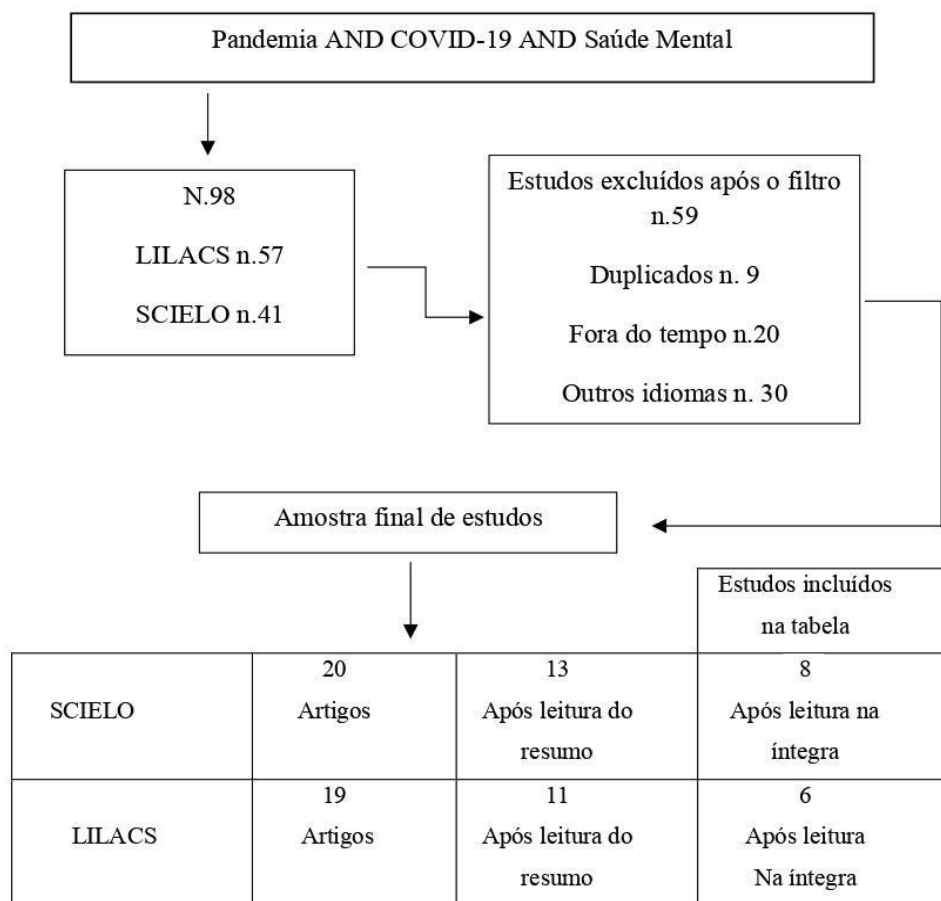 Pandemia AND COVID-19 AND Saúde Mental
N.98
LILACS n.57
SCIELO n.41
Estudos excluídos após o filtro
n.59
Duplicados n. 9
Fora do tempo n.20
Outros idiomas n. 30
Amostra final de estudos
Estudos incluídos
na tabela
SCIELO
20
Artigos
13
Após leitura do
resumo
8
Após leitura na
íntegra
LILACS
19
Artigos
11
Após leitura do
resumo
6
Após leitura
Na íntegra